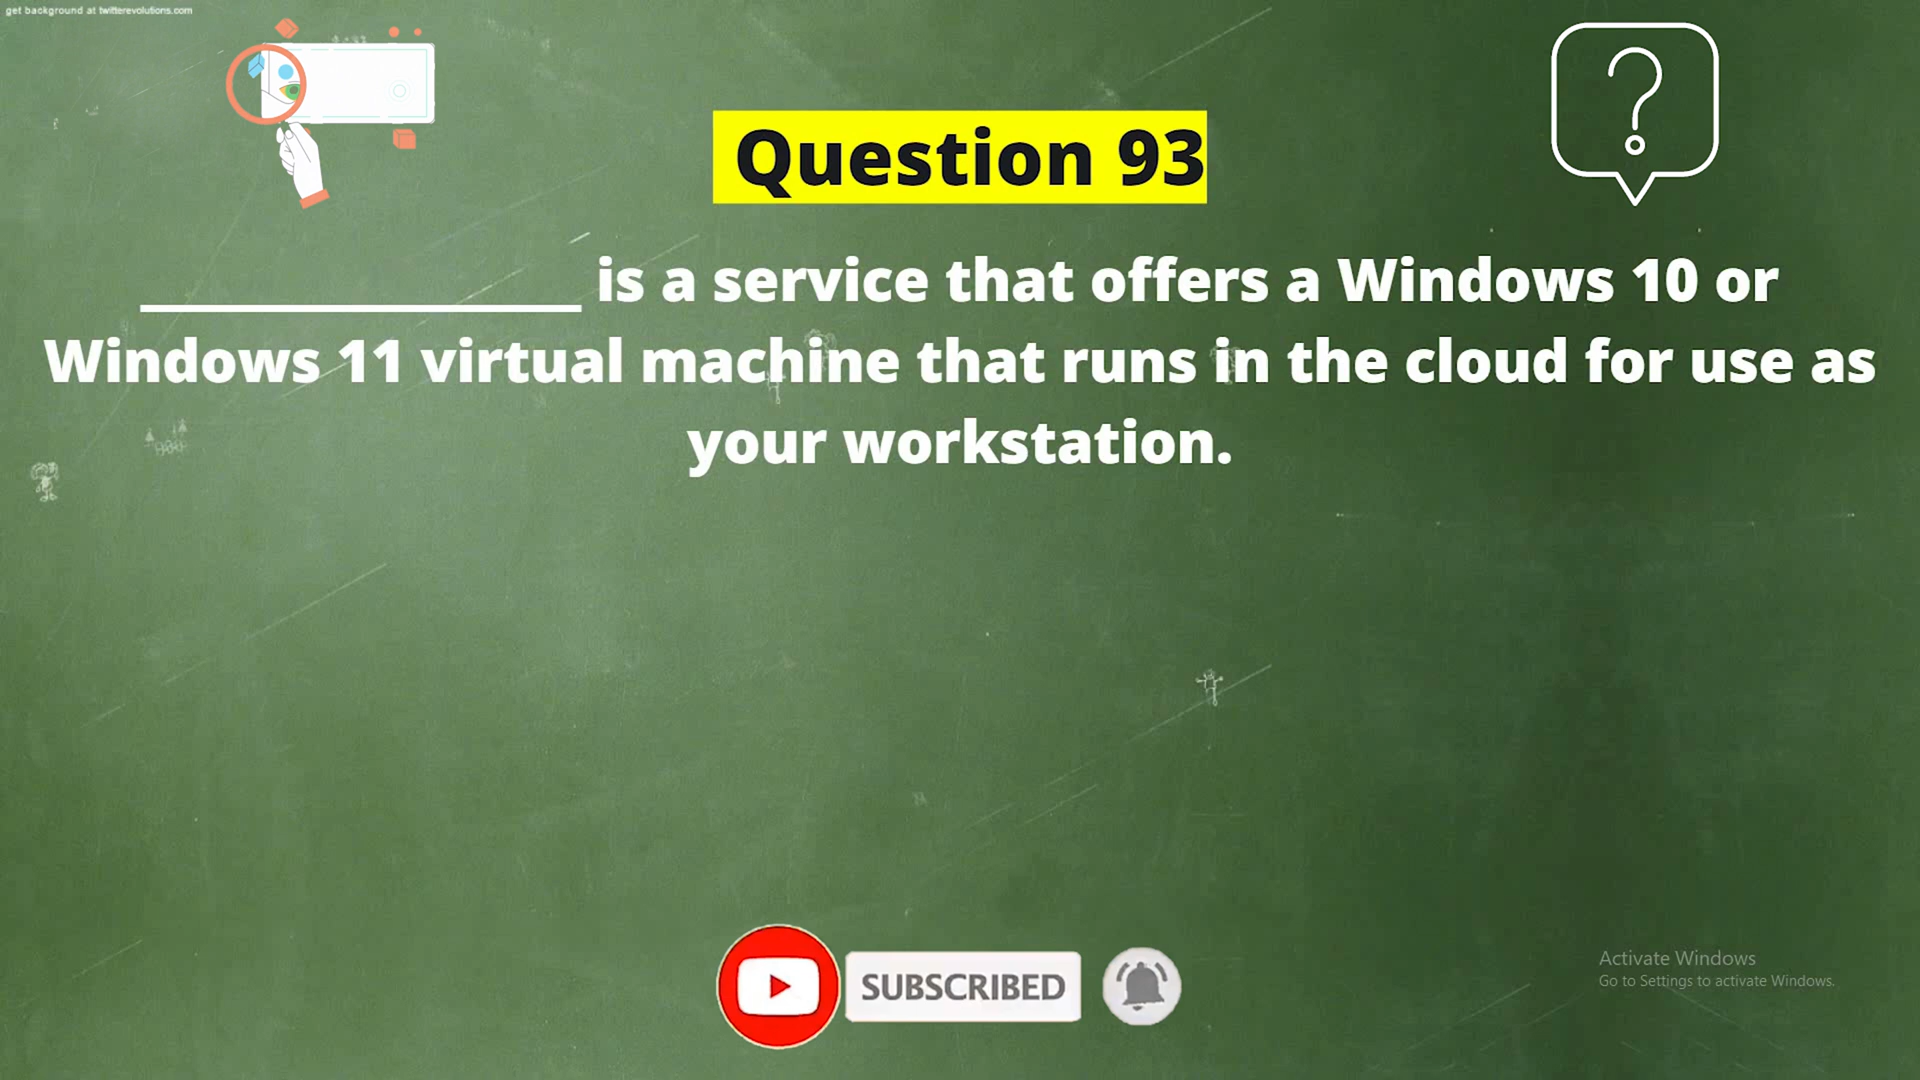 get background at twitterevolutions.com
Question 93
______________ is a service that offers a Windows 10 or
Windows 11 virtual machine that runs in the cloud for use as
your workstation.
SUBSCRIBED
Activate Windows
Go to Settings to activate Windows.